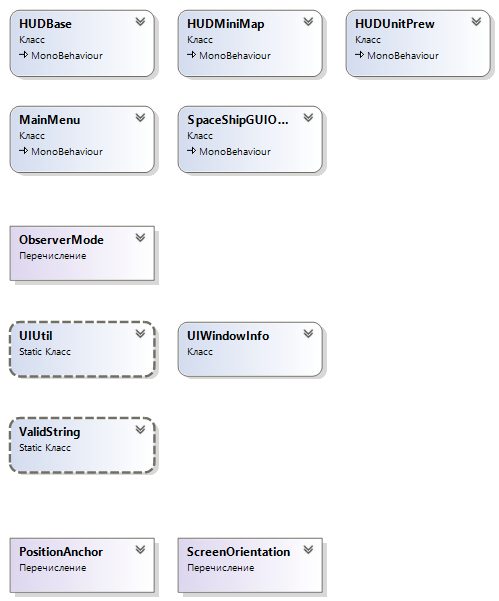 HUDBase
Класс
MonoBehaviour
HUDMiniMap
Класс
MonoBehaviour
HUDUnitPrew
Класс
MonoBehaviour
MainMenu
Класс
MonoBehaviour
SpaceShipGUIO...
Класс
MonoBehaviour
ObserverMode
Перечисление
UIUtil
Static Класс
UIWindowInfo
Класс
ValidString
Static Класс
PositionAnchor
Перечисление
ScreenOrientation
Перечисление